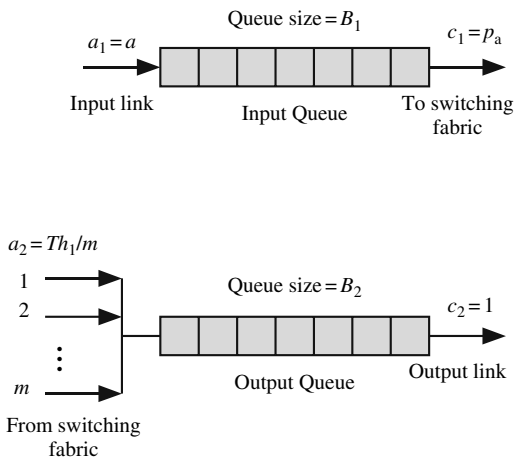 Queue size = B₁
a₁ = a
c₁ = pₐ
Input link
Input Queue
To switching
fabric
a₂ = Th₁/m
1
2
⋮
m
From switching
fabric
Queue size = B₂
Output Queue
c₂ = 1
Output link